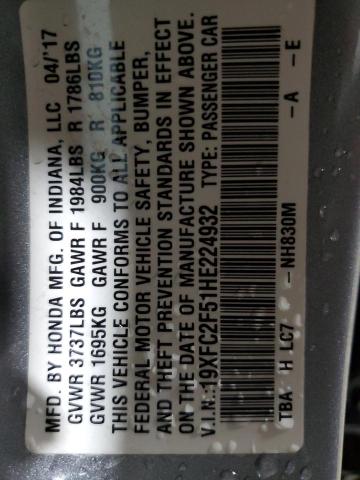 MFD. BY HONDA MFG. OF INDIANA, LLC 04/'17
GVWR 3737LBS GAWR F 1984LBS R 1786LBS
GVWR 1695KG GAWR F 900KG R 810KG
THIS VEHICLE CONFORMS TO ALL APPLICABLE
FEDERAL MOTOR VEHICLE SAFETY, BUMPER,
AND THEFT PREVENTION STANDARDS IN EFFECT
ON THE DATE OF MANUFACTURE SHOWN ABOVE.
V.I.N.:19XFC2F51HE224932 TYPE: PASSENGER CAR
TBA H LC7 -NH830M -A -E